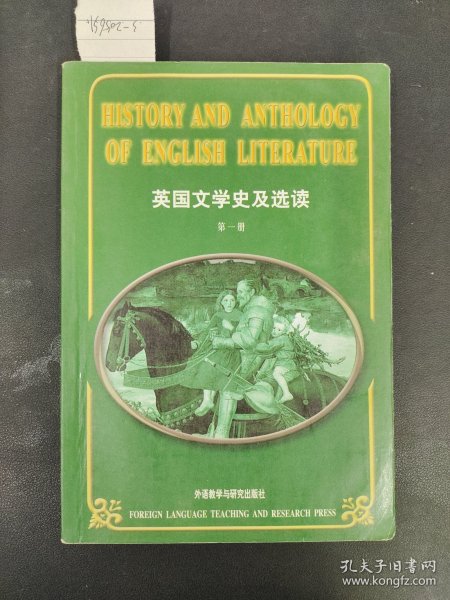 HISTORY AND ANTHOLOGY
OF ENGLISH LITERATURE
英国文学史及选读
第一册
外语教学与研究出版社
FOREIGN LANGUAGE TEACHING AND RESEARCH PRESS
孔夫子旧书网
www.kongfz.com